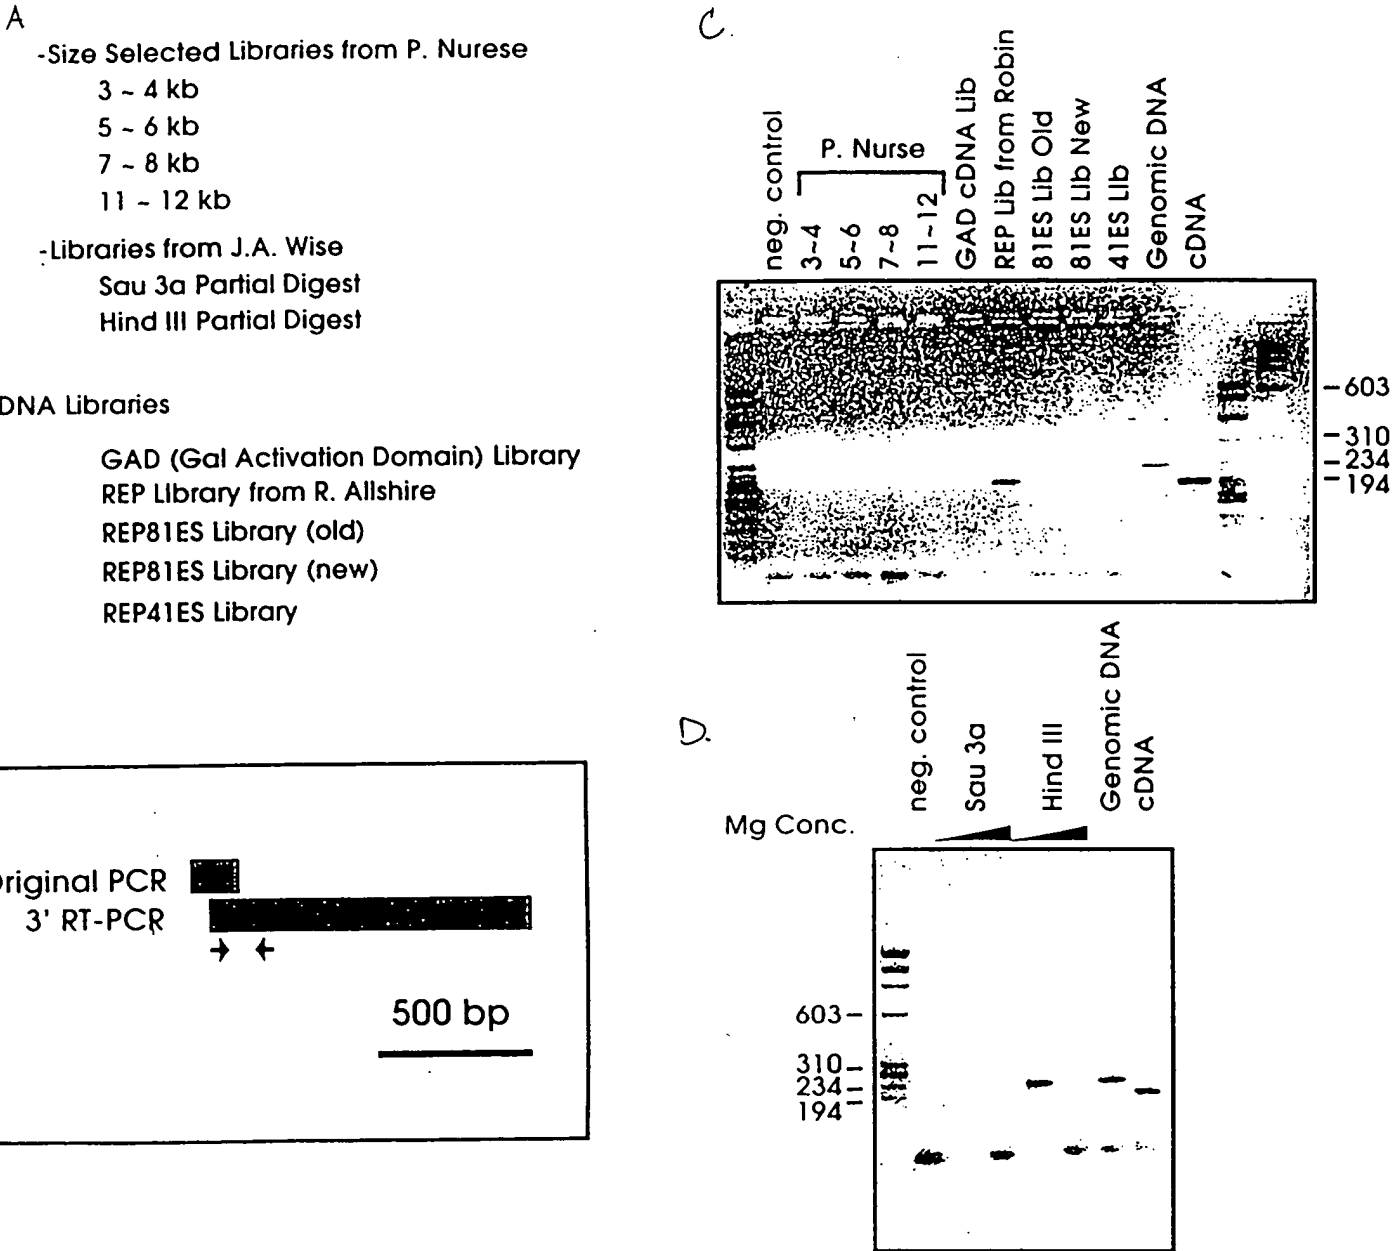 A
-Size Selected Libraries from P. Nurese
3 ~ 4 kb
5 ~ 6 kb
7 ~ 8 kb
11 ~ 12 kb
-Libraries from J.A. Wise
Sau 3a Partial Digest
Hind III Partial Digest
DNA Libraries
GAD (Gal Activation Domain) Library
REP Library from R. Allshire
REP81ES Library (old)
REP81ES Library (new)
REP41ES Library
riginal PCR
3' RT-PCR
500 bp
C.
neg. control
P. Nurse
3~4
5~6
7~8
11~12
GAD cDNA Lib
REP Lib from Robin
81ES Lib Old
81ES Lib New
41ES Lib
Genomic DNA
cDNA
-603
-310
-234
-194
D.
neg. control
Sau 3a
Hind III
Genomic DNA
cDNA
Mg Conc.
603-
310-
234-
194-